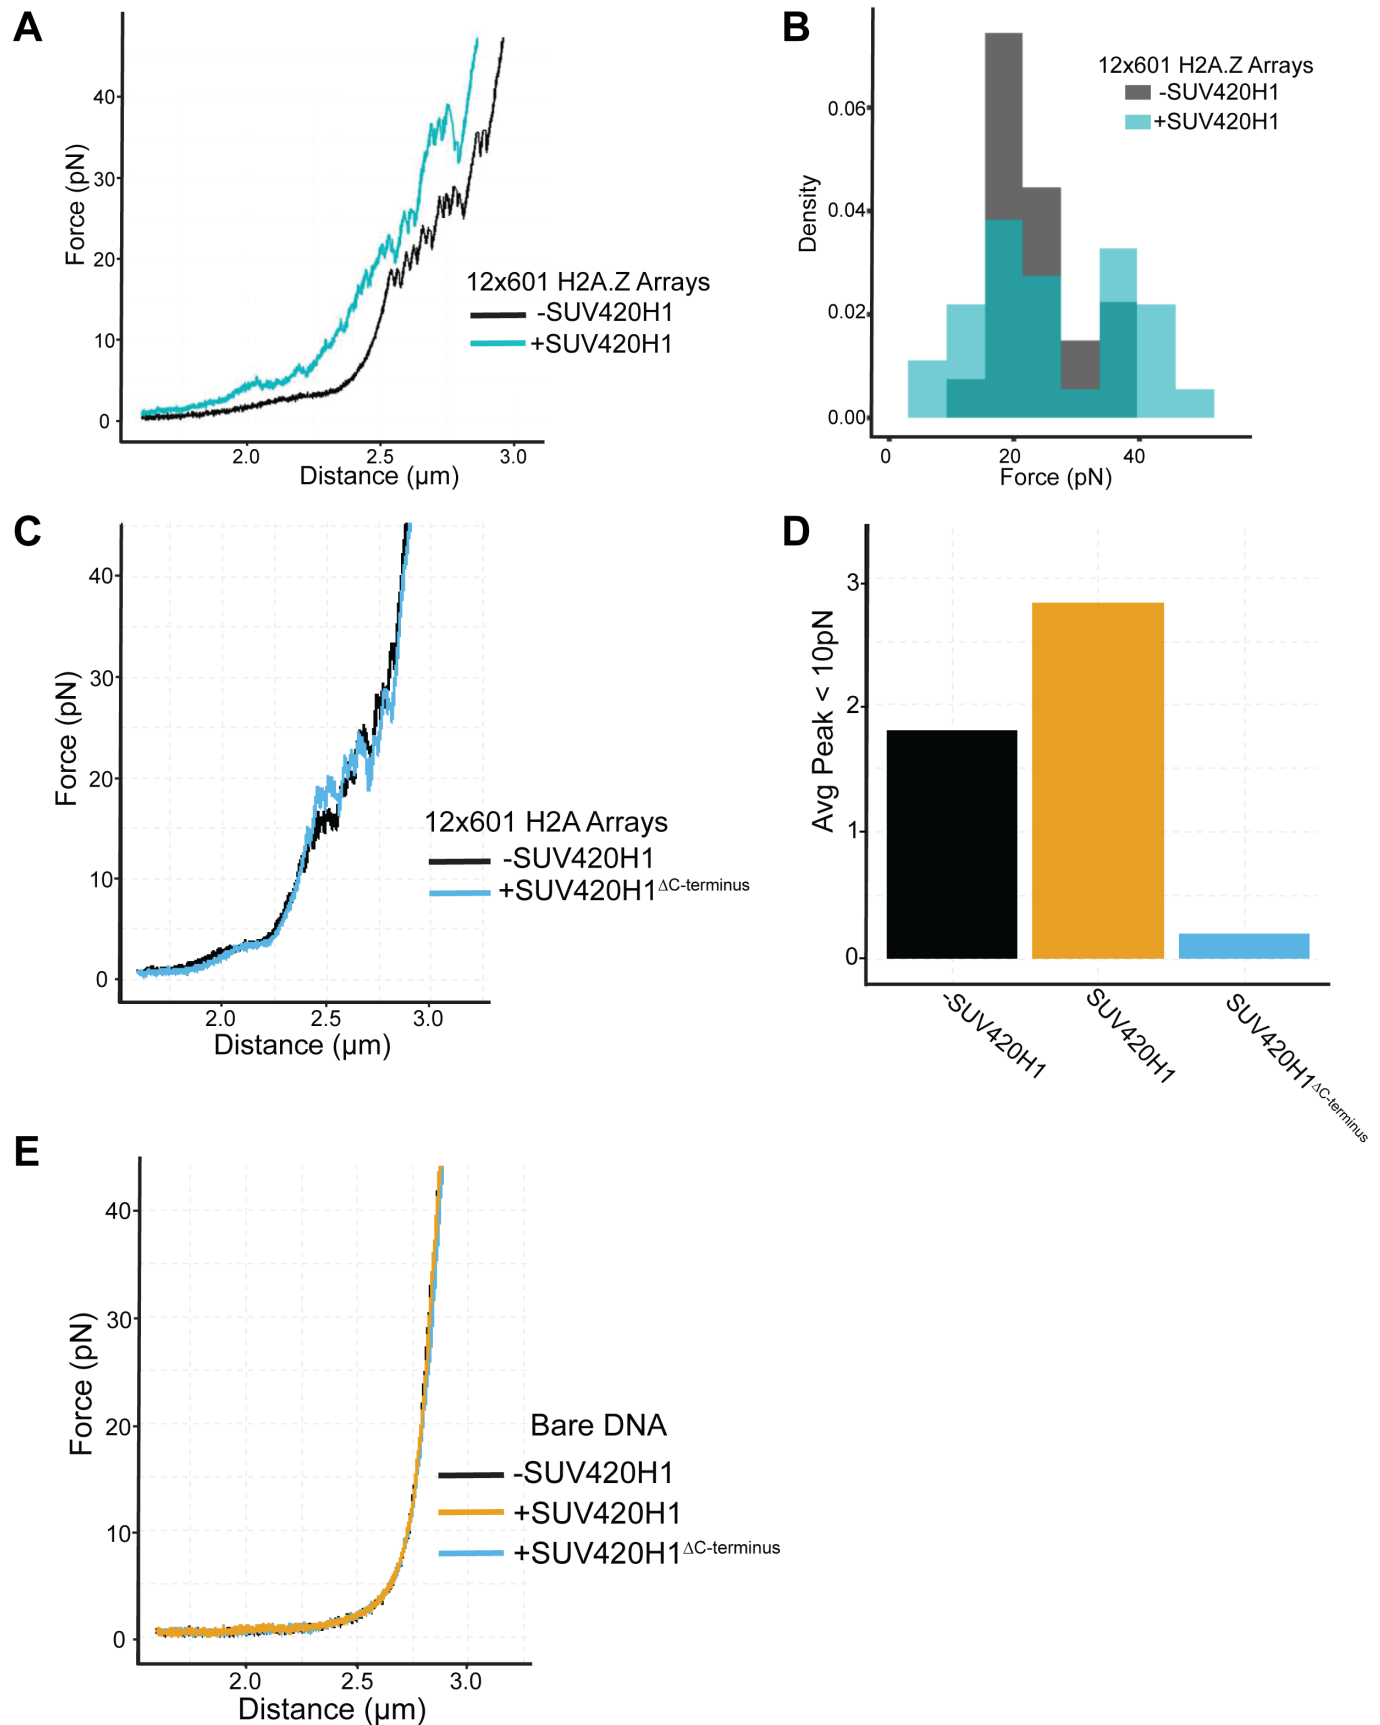 A
40
30
20
10
0
Force (pN)
2.0 2.5 3.0
Distance (µm)
12x601 H2A.Z Arrays
-SUV420H1
+SUV420H1
B
0.06
0.04
0.02
0.00
Density
0 20 40
Force (pN)
12x601 H2A.Z Arrays
-SUV420H1
+SUV420H1
C
40
30
20
10
0
Force (pN)
2.0 2.5 3.0
Distance (µm)
12x601 H2A Arrays
-SUV420H1
+SUV420H1ΔC-terminus
D
3
2
1
0
Avg Peak < 10pN
-SUV420H1
SUV420H1
SUV420H1ΔC-terminus
E
40
30
20
10
0
Force (pN)
2.0 2.5 3.0
Distance (µm)
Bare DNA
-SUV420H1
+SUV420H1
+SUV420H1ΔC-terminus